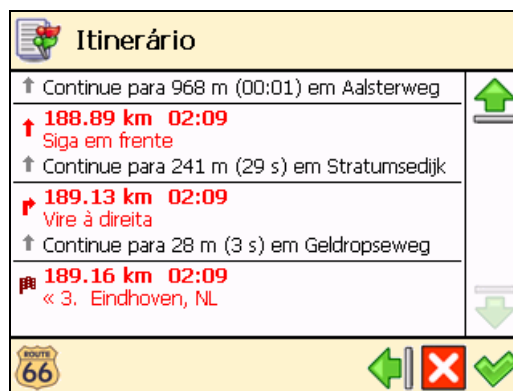 Itinerário
Continue para 968 m (00:01) em Aalsterweg
188.89 km 02:09
Siga em frente
Continue para 241 m (29 s) em Stratumsedijk
189.13 km 02:09
Vire à direita
Continue para 28 m (3 s) em Geldropseweg
189.16 km 02:09
« 3. Eindhoven, NL
ROUTE
66